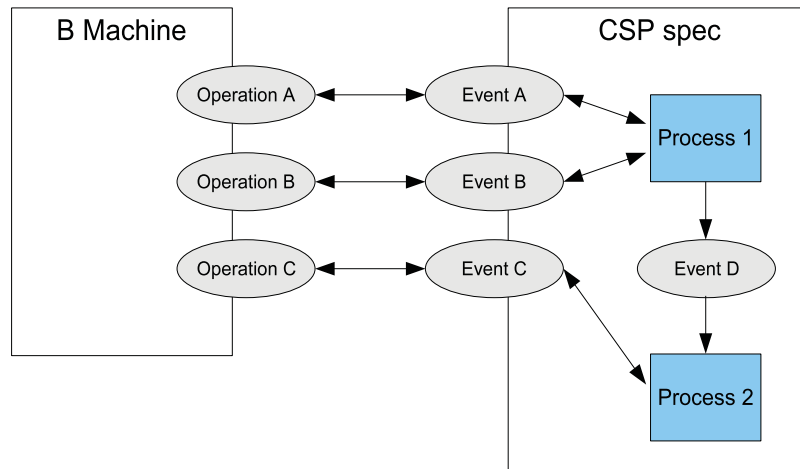 B Machine
CSP spec
Operation A
Event A
Process 1
Operation B
Event B
Operation C
Event C
Event D
Process 2